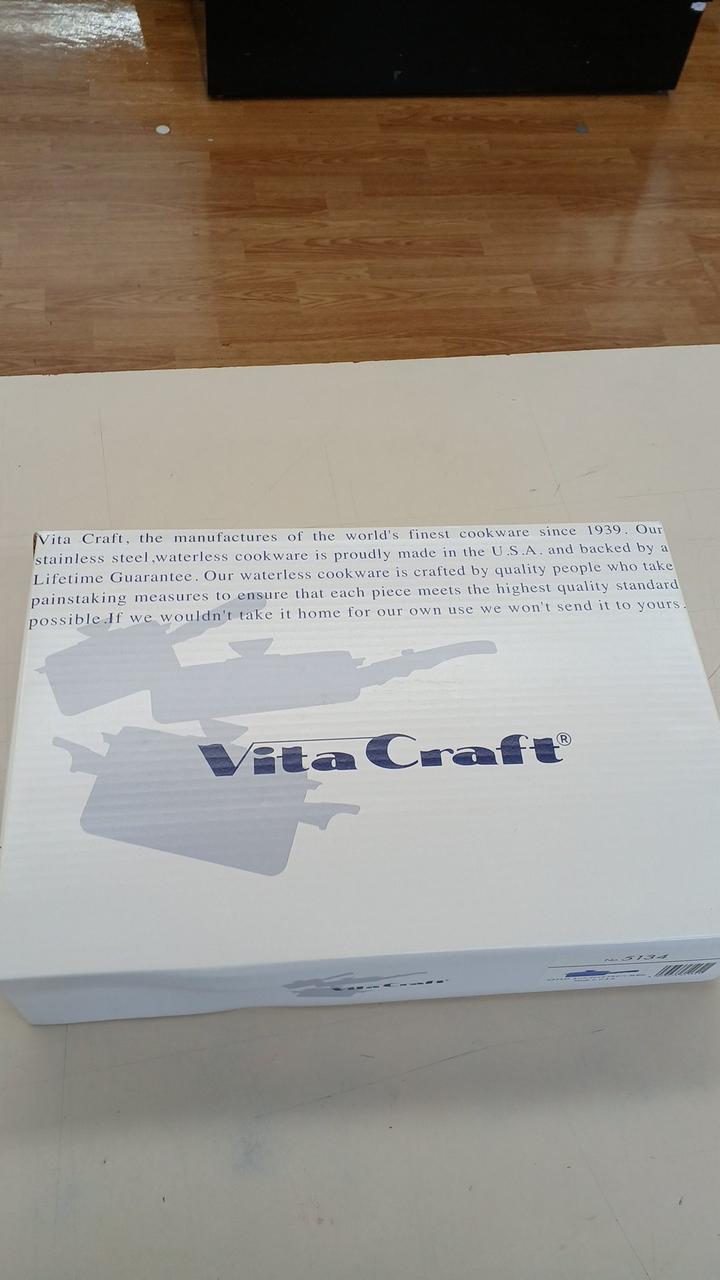 Vita Craft, the manufactures of the world's finest cookware since 1939. Our
stainless steel,waterless cookware is proudly made in the U.S.A. and backed by a
Lifetime Guarantee. Our waterless cookware is crafted by quality people who take
painstaking measures to ensure that each piece meets the highest quality standard
possible.If we wouldn't take it home for our own use we won't send it to yours.
Vita Craft®
No. 5134
Vita Craft